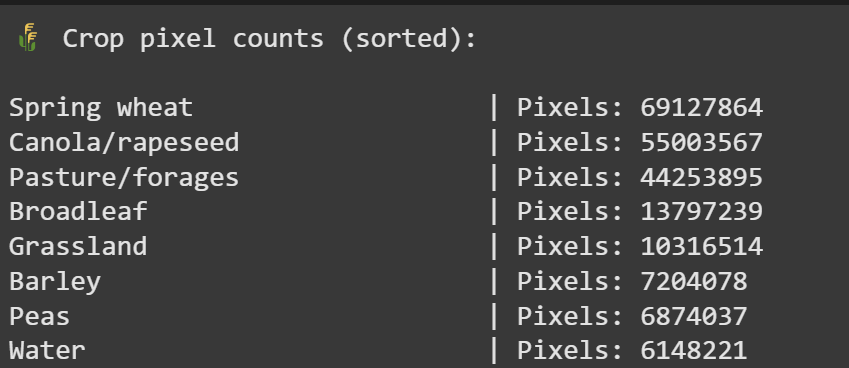 🌾 Crop pixel counts (sorted):
Spring wheat | Pixels: 69127864
Canola/rapeseed | Pixels: 55003567
Pasture/forages | Pixels: 44253895
Broadleaf | Pixels: 13797239
Grassland | Pixels: 10316514
Barley | Pixels: 7204078
Peas | Pixels: 6874037
Water | Pixels: 6148221